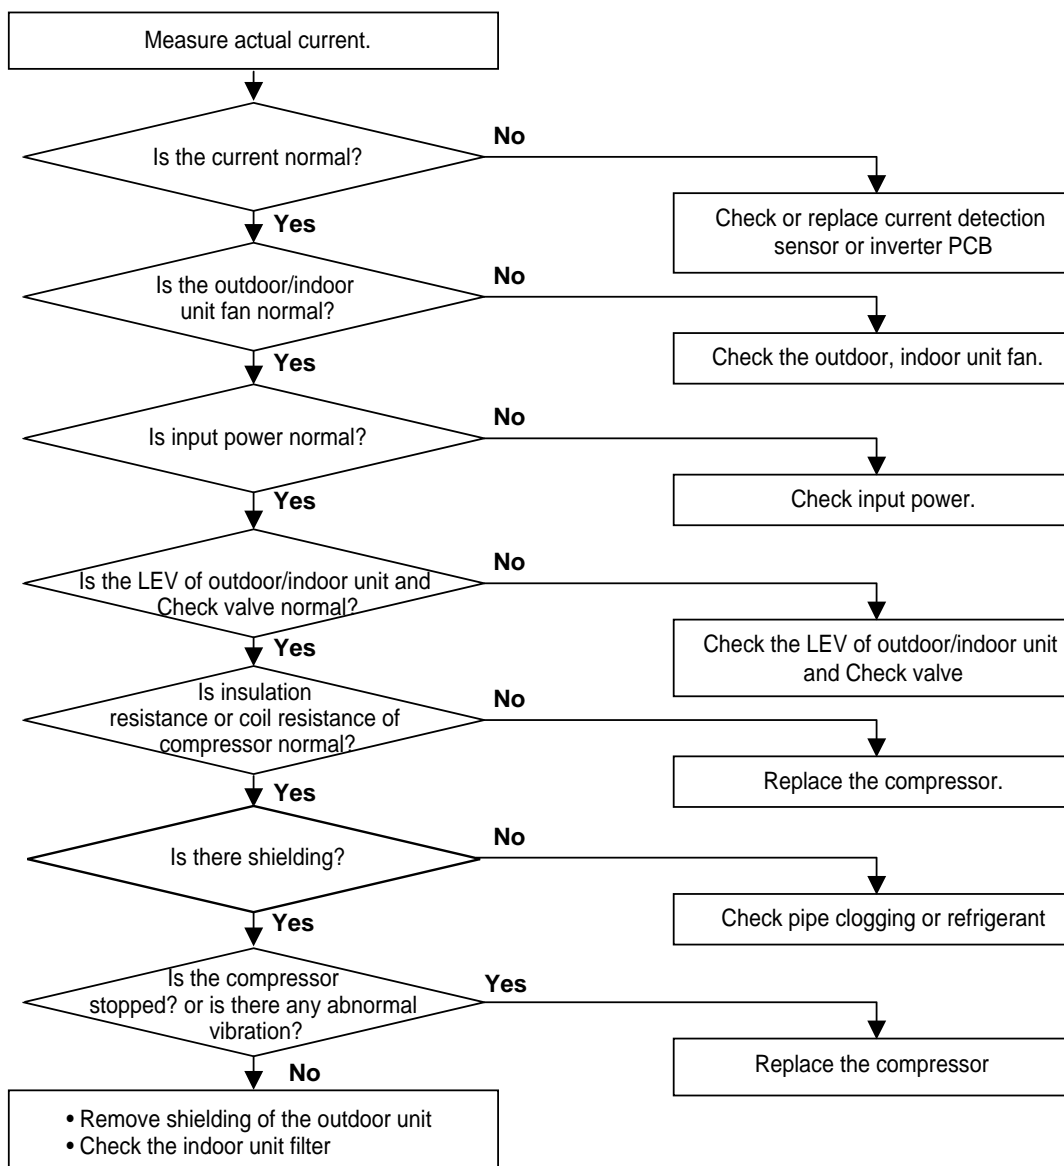 Measure actual current.
Is the current normal?
No
Check or replace current detection
sensor or inverter PCB
Yes
Is the outdoor/indoor
unit fan normal?
No
Check the outdoor, indoor unit fan.
Yes
Is input power normal?
No
Check input power.
Yes
Is the LEV of outdoor/indoor unit and
Check valve normal?
No
Check the LEV of outdoor/indoor unit
and Check valve
Yes
Is insulation
resistance or coil resistance of
compressor normal?
No
Replace the compressor.
Yes
Is there shielding?
No
Check pipe clogging or refrigerant
Yes
Is the compressor
stopped? or is there any abnormal
vibration?
Yes
Replace the compressor
No
• Remove shielding of the outdoor unit
• Check the indoor unit filter